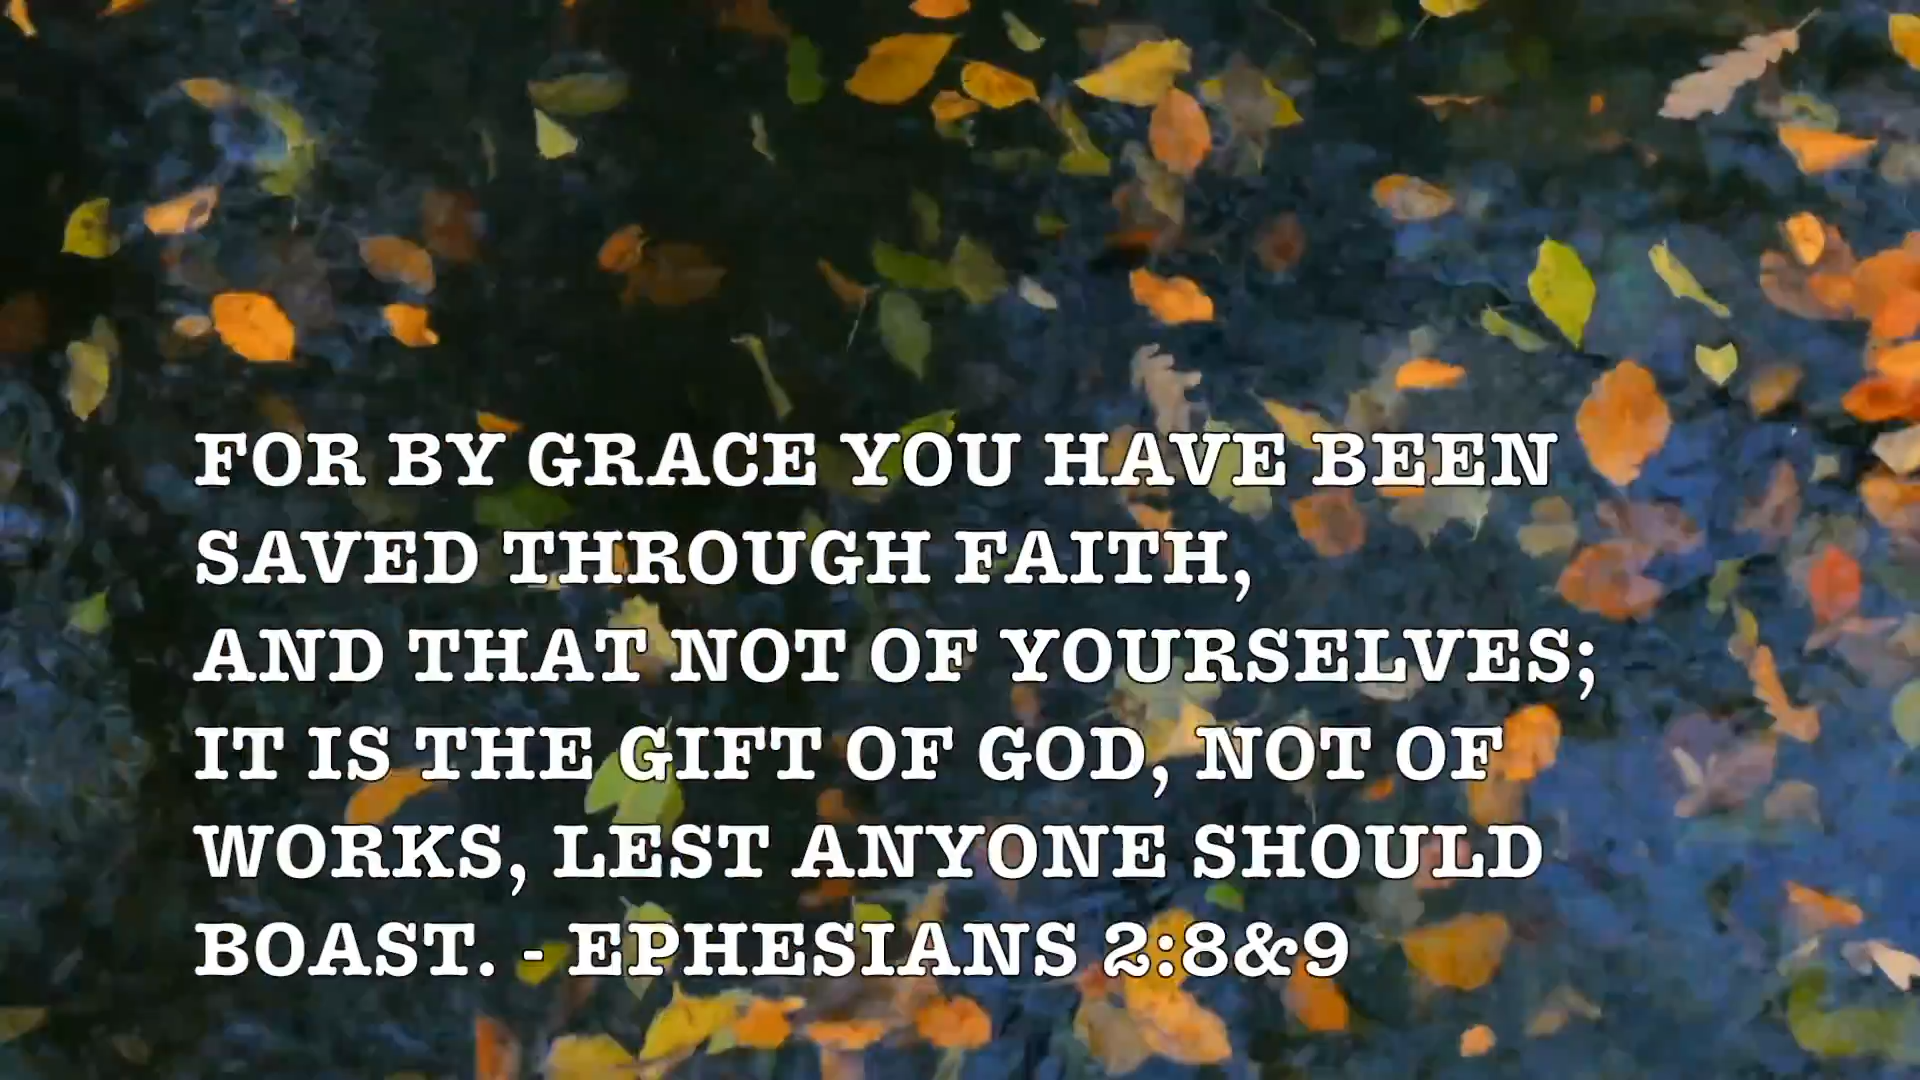 FOR BY GRACE YOU HAVE BEEN
SAVED THROUGH FAITH,
AND THAT NOT OF YOURSELVES;
IT IS THE GIFT OF GOD, NOT OF
WORKS, LEST ANYONE SHOULD
BOAST. - EPHESIANS 2:8&9